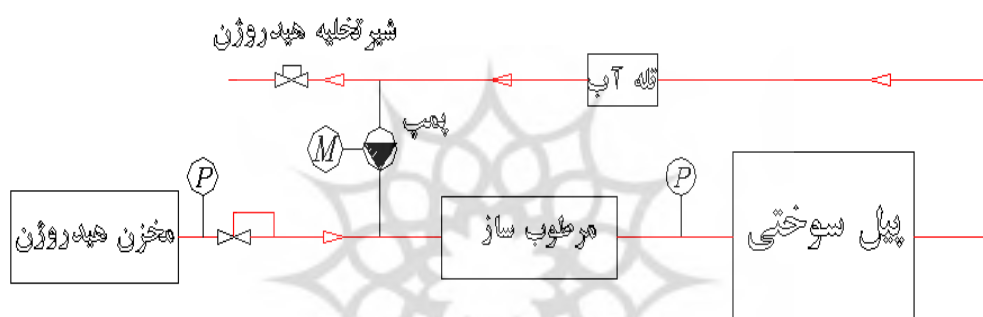 شیر تخلیه هیدروژن
تله آب
پمپ
M
P
P
مخزن هیدروژن
مرطوب ساز
پیل سوختی